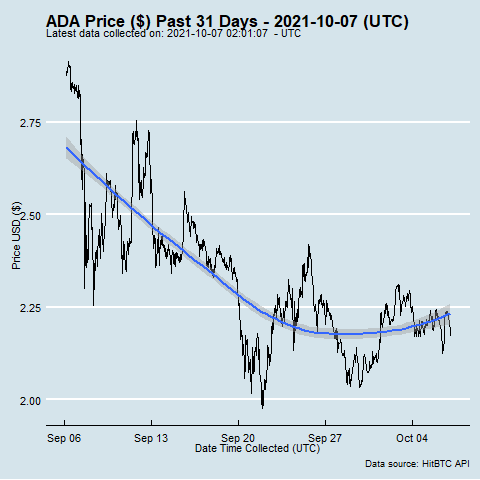 ADA Price ($) Past 31 Days - 2021-10-07 (UTC)
Latest data collected on: 2021-10-07 02:01:07 - UTC
2.75
2.50
2.25
2.00
Price USD ($)
Sep 06 Sep 13 Sep 20 Sep 27 Oct 04
Date Time Collected (UTC)
Data source: HitBTC API